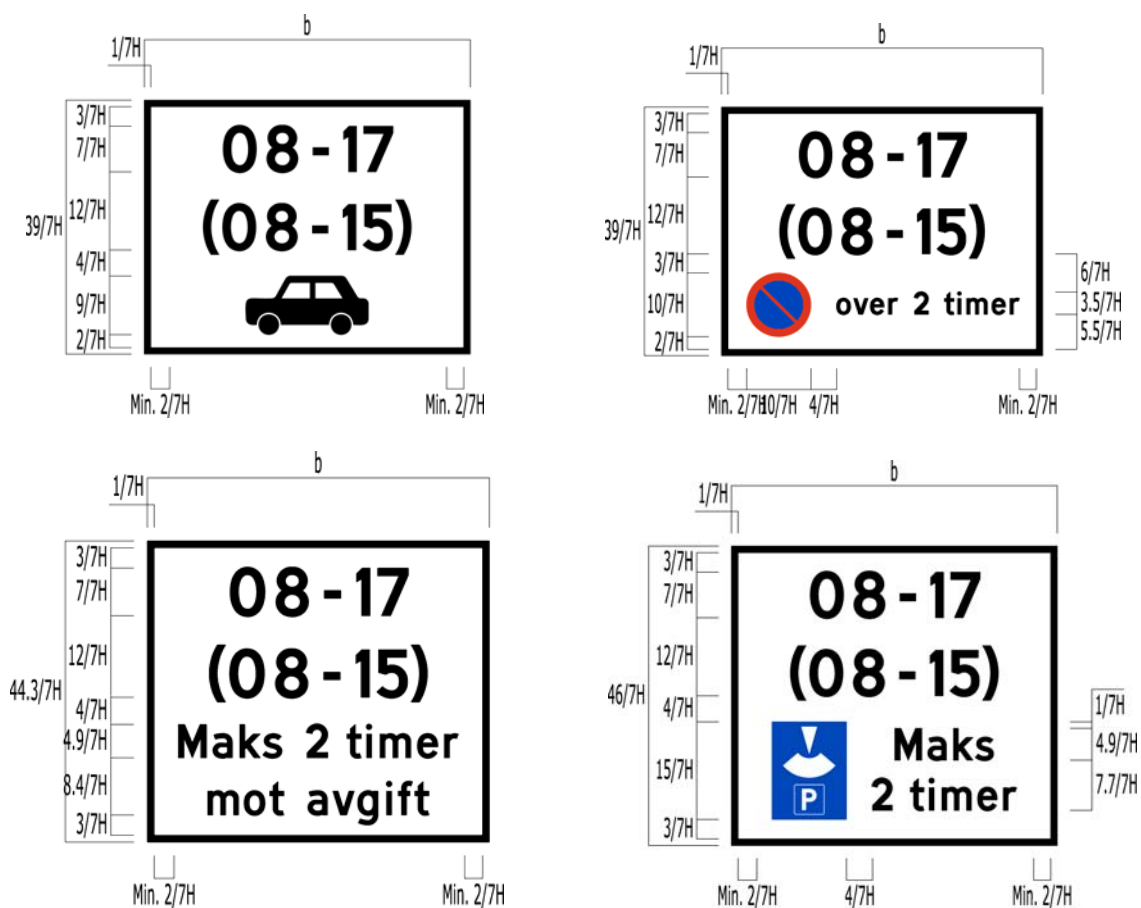 b
1/7H
3/7H
7/7H
12/7H
39/7H
4/7H
9/7H
2/7H
08-17
(08-15)
Min. 2/7H
Min. 2/7H
b
1/7H
3/7H
7/7H
12/7H
39/7H
3/7H
10/7H
2/7H
08-17
(08-15)
over 2 timer
6/7H
3.5/7H
5.5/7H
Min. 2/7H
10/7H
4/7H
Min. 2/7H
b
1/7H
3/7H
7/7H
12/7H
44.3/7H
4/7H
4.9/7H
8.4/7H
3/7H
08-17
(08-15)
Maks 2 timer
mot avgift
Min. 2/7H
Min. 2/7H
b
1/7H
3/7H
7/7H
12/7H
46/7H
4/7H
15/7H
3/7H
08-17
(08-15)
Maks
2 timer
P
1/7H
4.9/7H
7.7/7H
Min. 2/7H
4/7H
Min. 2/7H